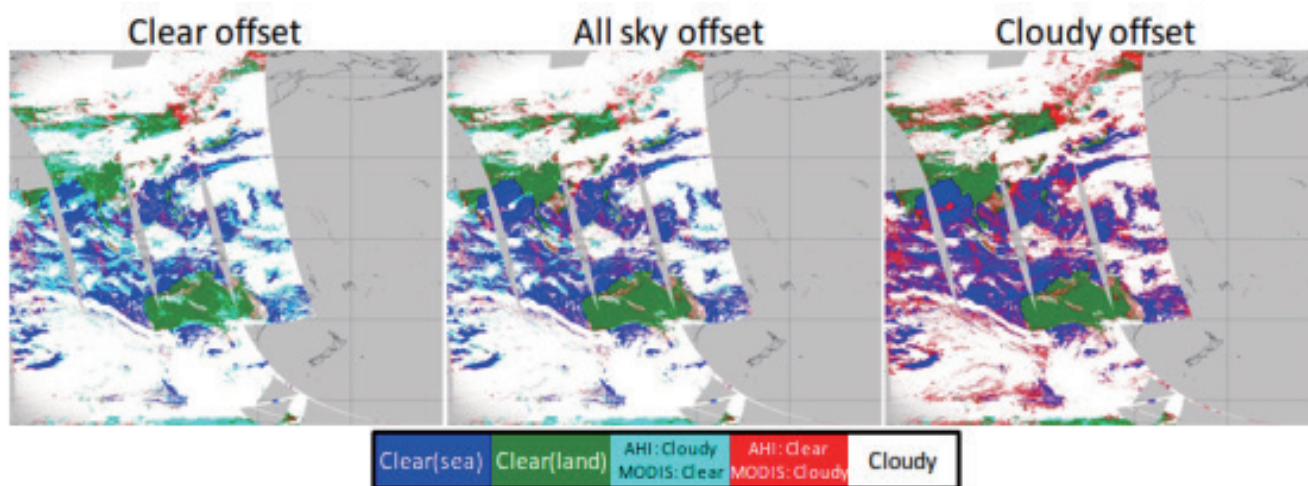 Clear offset
All sky offset
Cloudy offset
Clear(sea)
Clear(land)
AHI: Cloudy
MODIS: Clear
AHI: Clear
MODIS: Cloudy
Cloudy